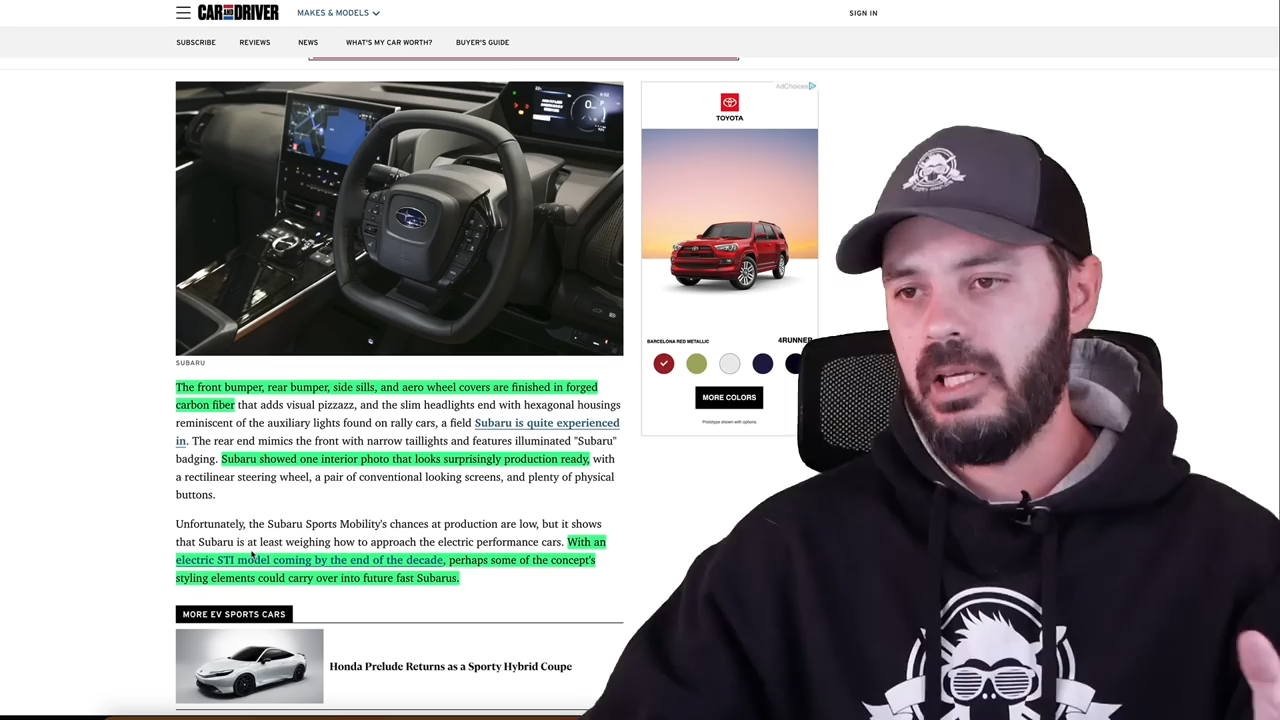 CAR AND DRIVER
MAKES & MODELS
SIGN IN
SUBSCRIBE
REVIEWS
NEWS
WHAT'S MY CAR WORTH?
BUYER'S GUIDE
SUBARU
The front bumper, rear bumper, side sills, and aero wheel covers are finished in forged
carbon fiber that adds visual pizzazz, and the slim headlights end with hexagonal housings
reminiscent of the auxiliary lights found on rally cars, a field Subaru is quite experienced
in. The rear end mimics the front with narrow taillights and features illuminated "Subaru"
badging. Subaru showed one interior photo that looks surprisingly production ready, with
a rectilinear steering wheel, a pair of conventional looking screens, and plenty of physical
buttons.
Unfortunately, the Subaru Sports Mobility's chances at production are low, but it shows
that Subaru is at least weighing how to approach the electric performance cars. With an
electric STI model coming by the end of the decade, perhaps some of the concept's
styling elements could carry over into future fast Subarus.
MORE EV SPORTS CARS
Honda Prelude Returns as a Sporty Hybrid Coupe
AdChoices
TOYOTA
BARCELONA RED METALLIC
4RUNNER
MORE COLORS
Prototype shown with options.